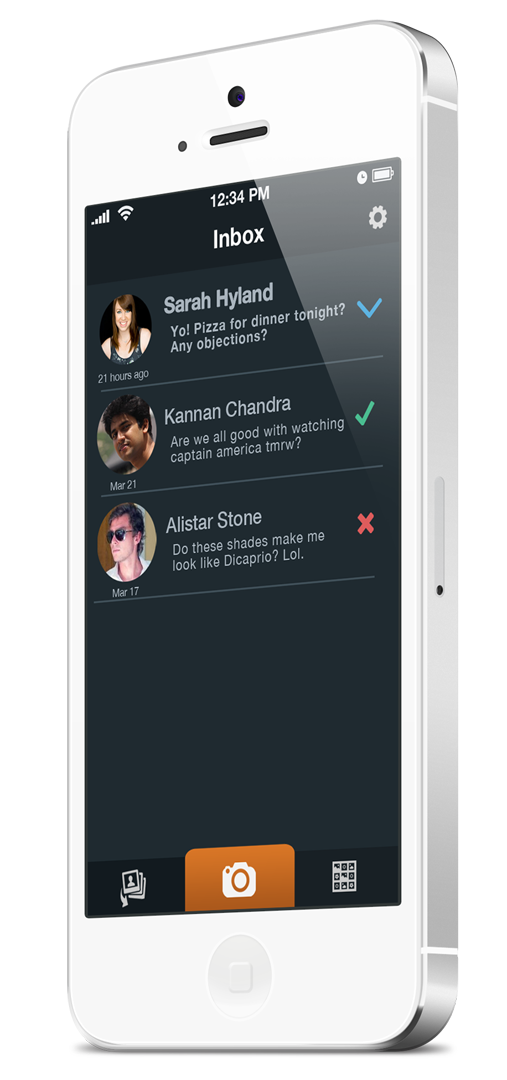 12:34 PM
Inbox
Sarah Hyland
Yo! Pizza for dinner tonight?
Any objections?
21 hours ago
Kannan Chandra
Are we all good with watching
captain america tmrw?
Mar 21
Alistar Stone
Do these shades make me
look like Dicaprio? Lol.
Mar 17